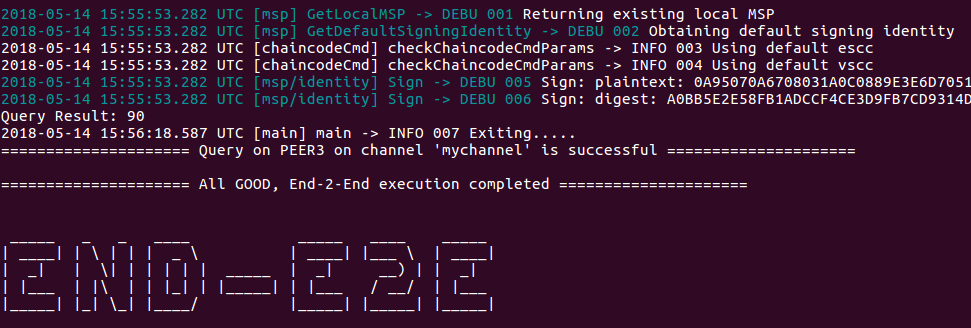 2018-05-14 15:55:53.282 UTC [msp] GetLocalMSP -> DEBU 001 Returning existing local MSP
2018-05-14 15:55:53.282 UTC [msp] GetDefaultSigningIdentity -> DEBU 002 Obtaining default signing identity
2018-05-14 15:55:53.282 UTC [chaincodeCmd] checkChaincodeCmdParams -> INFO 003 Using default escc
2018-05-14 15:55:53.282 UTC [chaincodeCmd] checkChaincodeCmdParams -> INFO 004 Using default vscc
2018-05-14 15:55:53.282 UTC [msp/identity] Sign -> DEBU 005 Sign: plaintext: 0A95070A6708031A0C0889E3E6D7051
2018-05-14 15:55:53.282 UTC [msp/identity] Sign -> DEBU 006 Sign: digest: A0BB5E2E58FB1ADCCF4CE3D9FB7CD9314D
Query Result: 90
2018-05-14 15:56:18.587 UTC [main] main -> INFO 007 Exiting.....
===================== Query on PEER3 on channel 'mychannel' is successful =====================
===================== All GOOD, End-2-End execution completed =====================
END-E2E